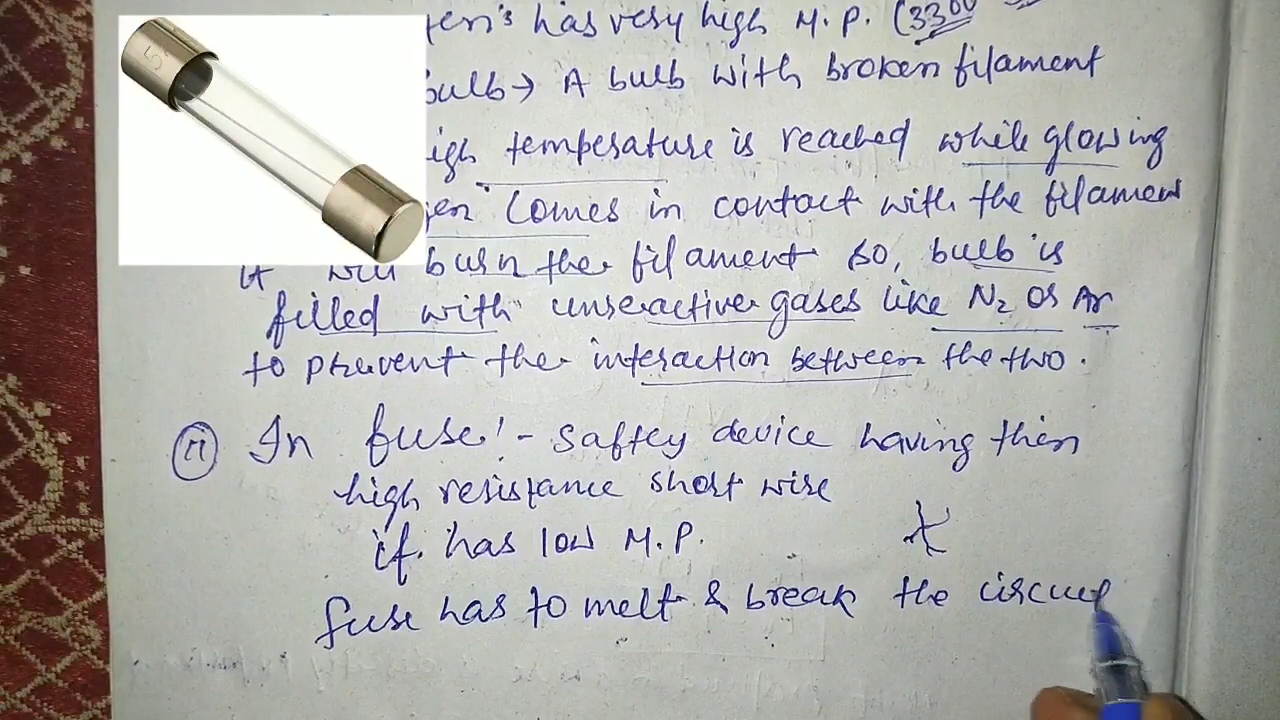 has very high M.P. (3300
bulb → A bulb with broken filament
temperature is reached while glowing
comes in contact with the filament
it will burn the filament so, bulb is
filled with unreactive gases like N₂ or Ar
to prevent the interaction between the two.
In fuse! - Saftey device having thin
high resistance short wire
it has low M.P.
fuse has to melt & break the circuit